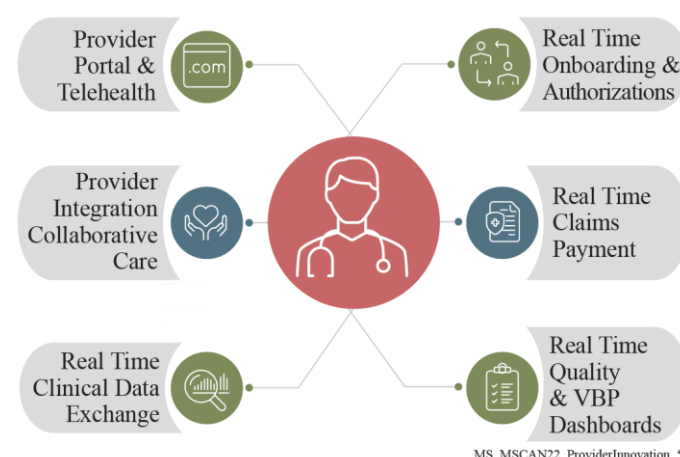 Provider
Portal &
Telehealth
.com
Real Time
Onboarding &
Authorizations
Provider
Integration
Collaborative
Care
Real Time
Claims
Payment
Real Time
Clinical Data
Exchange
Real Time
Quality
& VBP
Dashboards
MS_MSCAN22_ProviderInnovation_